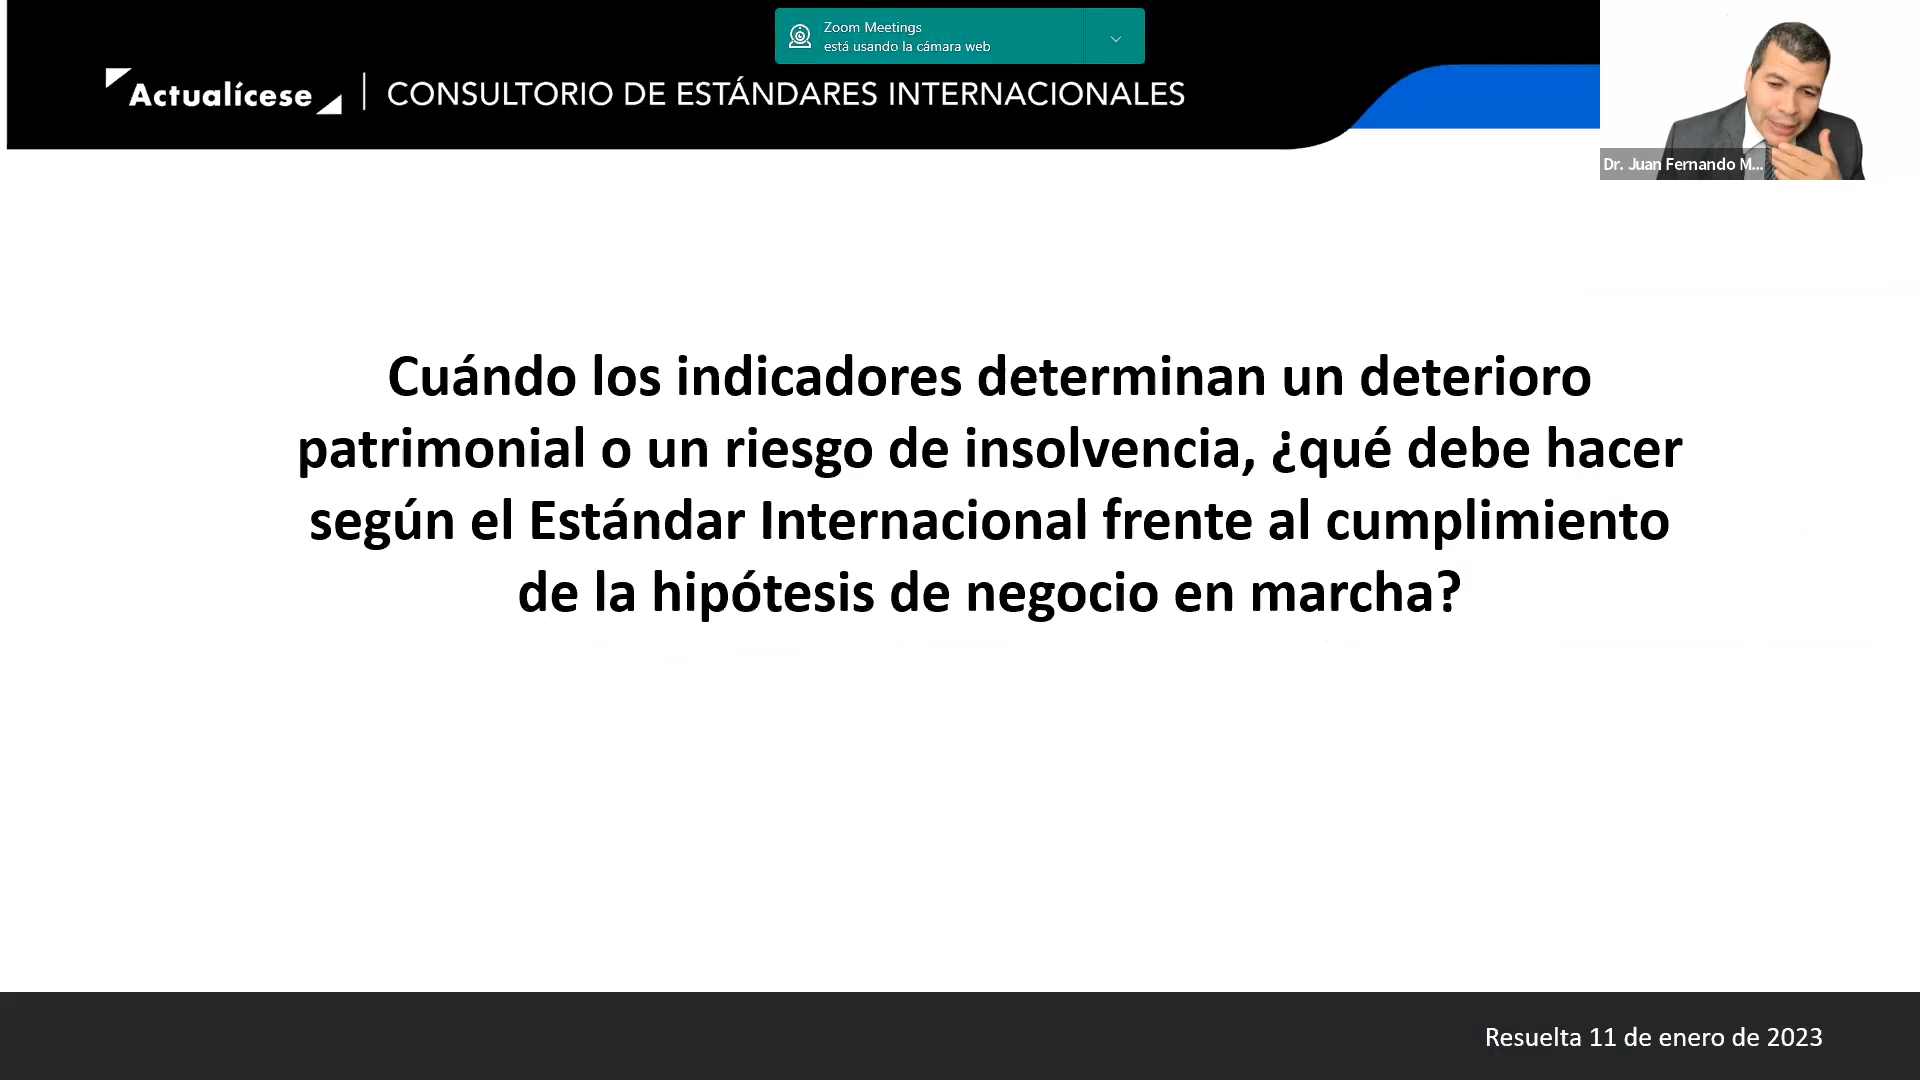 Zoom Meetings
está usando la cámara web
Actualícese | CONSULTORIO DE ESTÁNDARES INTERNACIONALES
Dr. Juan Fernando M...
Cuándo los indicadores determinan un deterioro
patrimonial o un riesgo de insolvencia, ¿qué debe hacer
según el Estándar Internacional frente al cumplimiento
de la hipótesis de negocio en marcha?
Resuelta 11 de enero de 2023